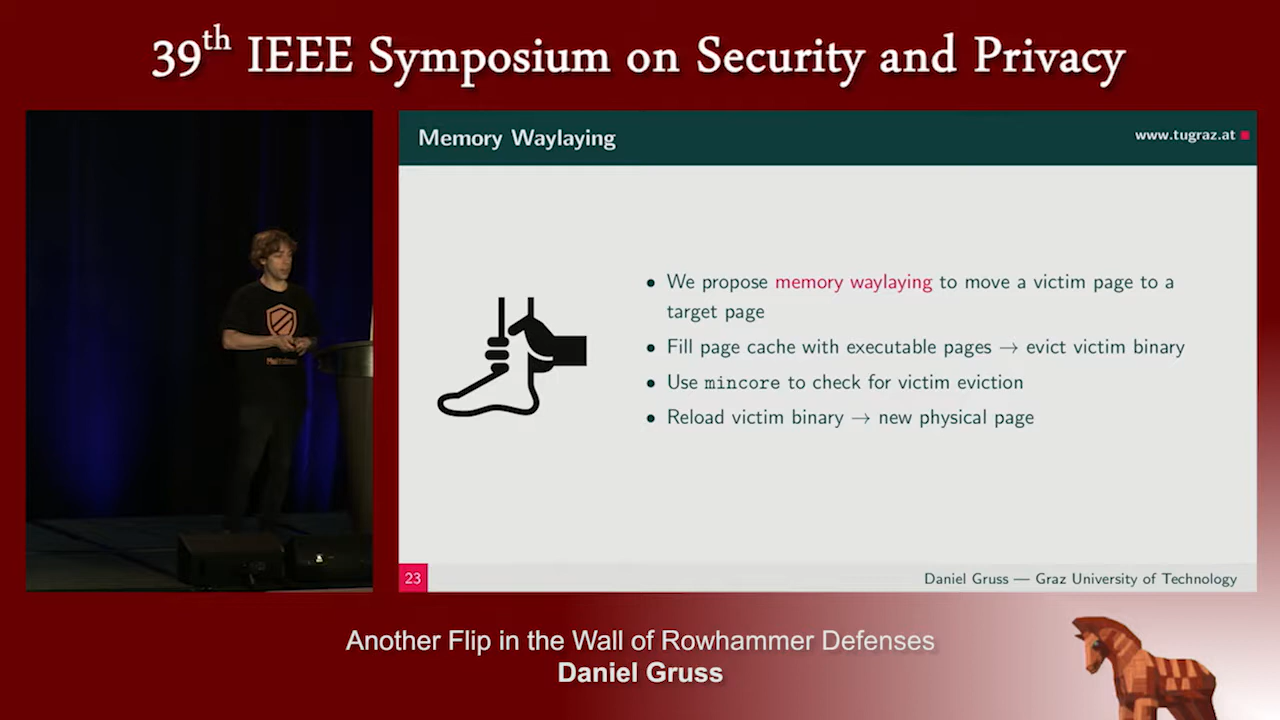 39th IEEE Symposium on Security and Privacy
Memory Waylaying
www.tugraz.at
• We propose memory waylaying to move a victim page to a
target page
• Fill page cache with executable pages → evict victim binary
• Use mincore to check for victim eviction
• Reload victim binary → new physical page
23
Daniel Gruss — Graz University of Technology
Another Flip in the Wall of Rowhammer Defenses
Daniel Gruss